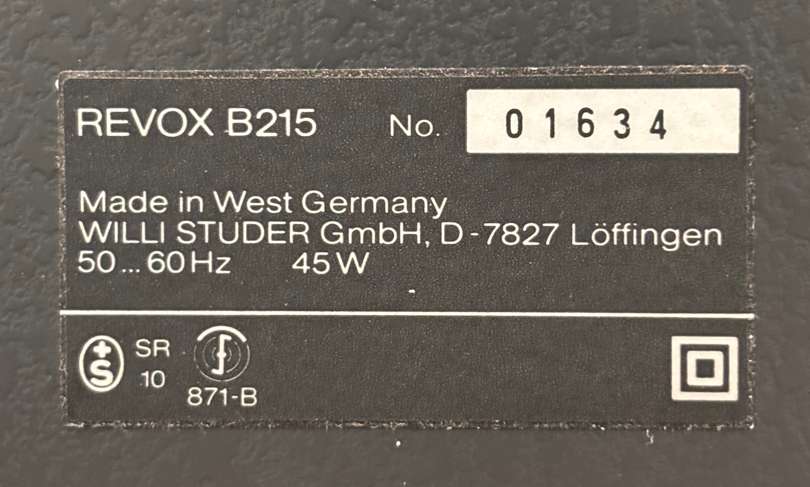 REVOX B215 No. 01634
Made in West Germany
WILLI STUDER GmbH, D-7827 Löffingen
50...60Hz 45W
+S SR 10
871-B